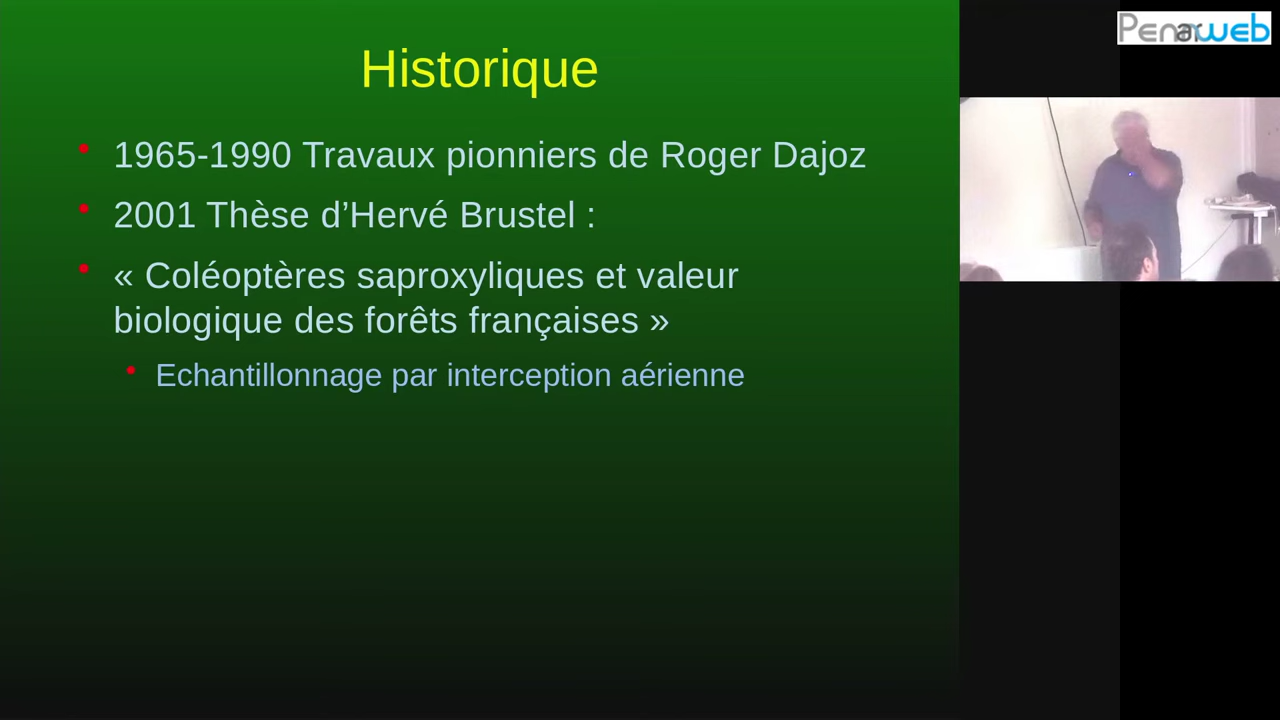 Penarweb
Historique
1965-1990 Travaux pionniers de Roger Dajoz
2001 Thèse d’Hervé Brustel :
« Coléoptères saproxyliques et valeur
biologique des forêts françaises »
Echantillonnage par interception aérienne